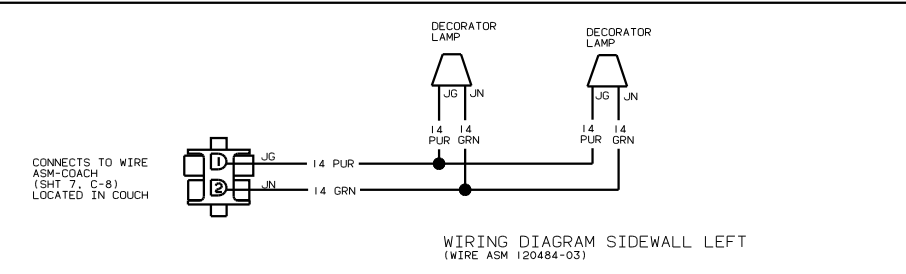 DECORATOR
LAMP
DECORATOR
LAMP
JG JN
JG JN
14 14
PUR GRN
14 14
PUR GRN
CONNECTS TO WIRE
ASM-COACH
(SHT 7, C-8)
LOCATED IN COUCH
1 JG 14 PUR
2 JN 14 GRN
WIRING DIAGRAM SIDEWALL LEFT
(WIRE ASM 120484-03)